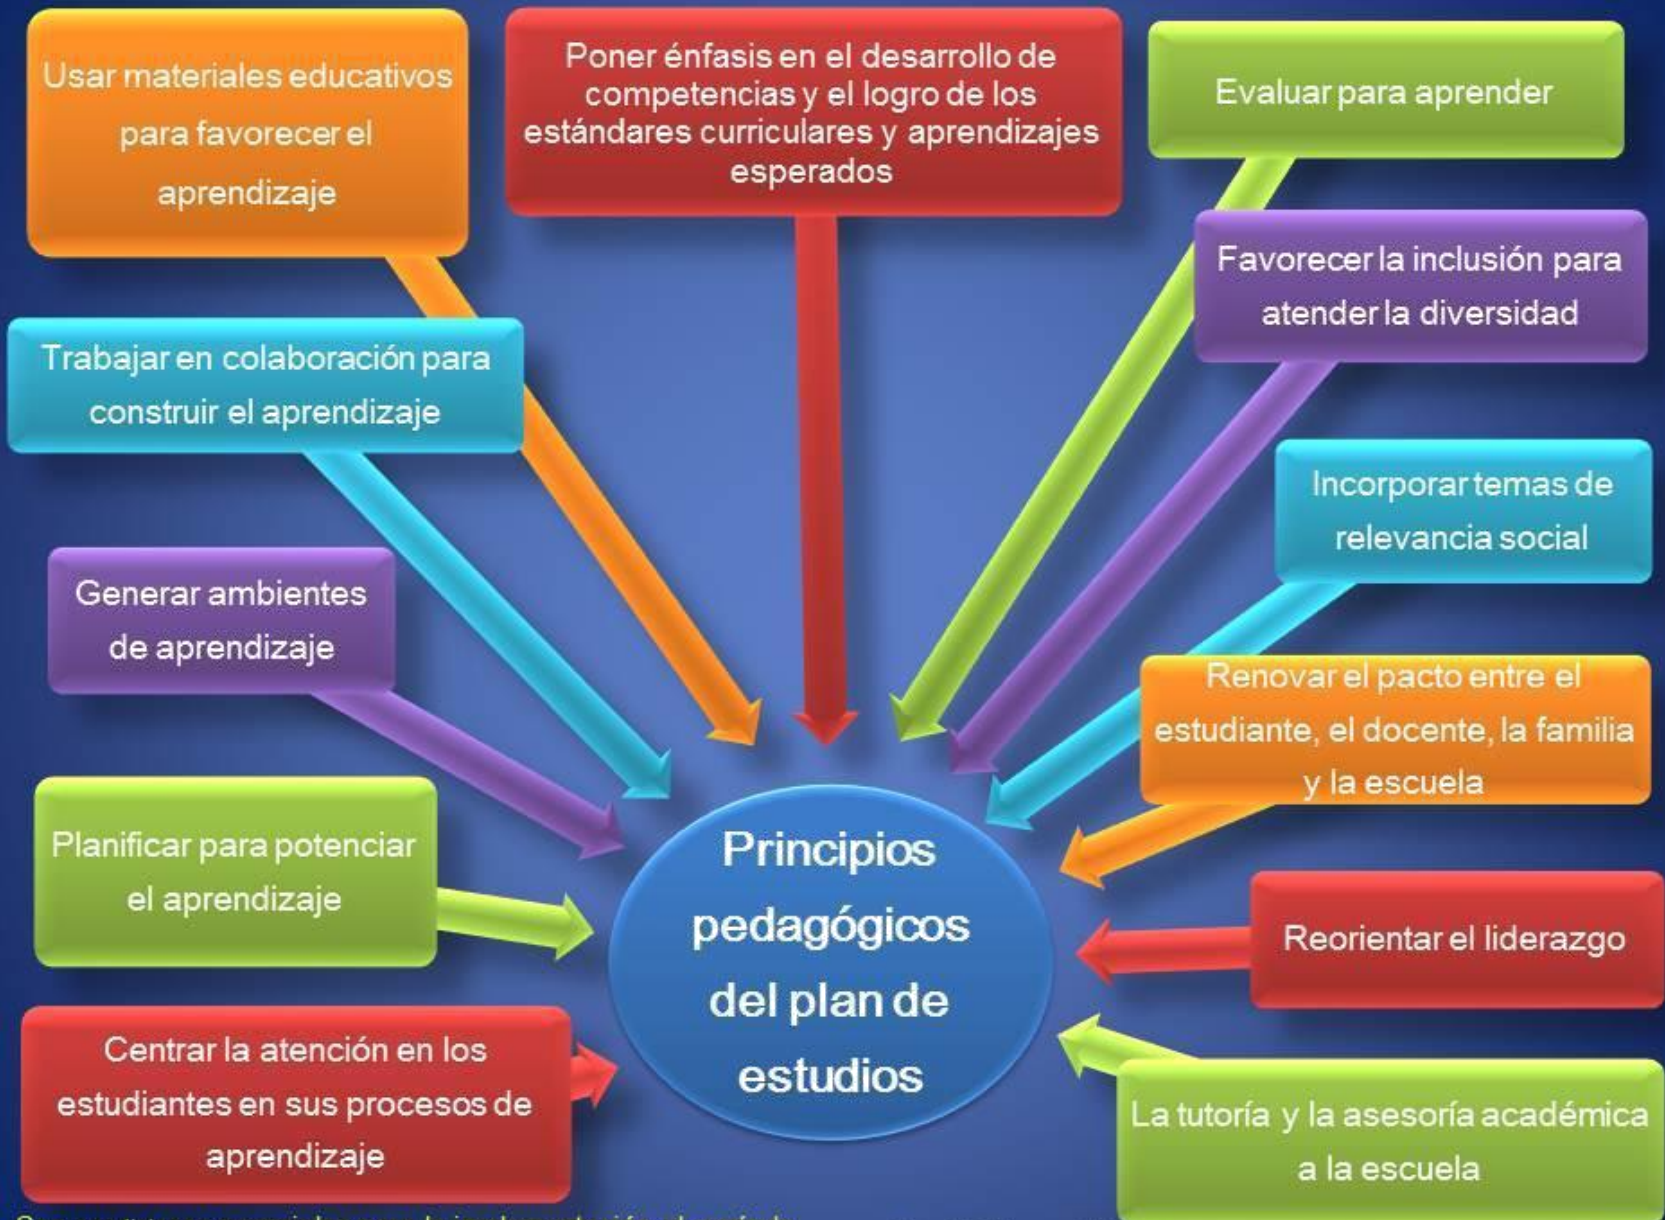 Usar materiales educativos
para favorecer el
aprendizaje
Poner énfasis en el desarrollo de
competencias y el logro de los
estándares curriculares y aprendizajes
esperados
Evaluar para aprender
Favorecer la inclusión para
atender la diversidad
Trabajar en colaboración para
construir el aprendizaje
Incorporar temas de
relevancia social
Generar ambientes
de aprendizaje
Renovar el pacto entre el
estudiante, el docente, la familia
y la escuela
Planificar para potenciar
el aprendizaje
Principios
pedagógicos
del plan de
estudios
Reorientar el liderazgo
Centrar la atención en los
estudiantes en sus procesos de
aprendizaje
La tutoría y la asesoría académica
a la escuela